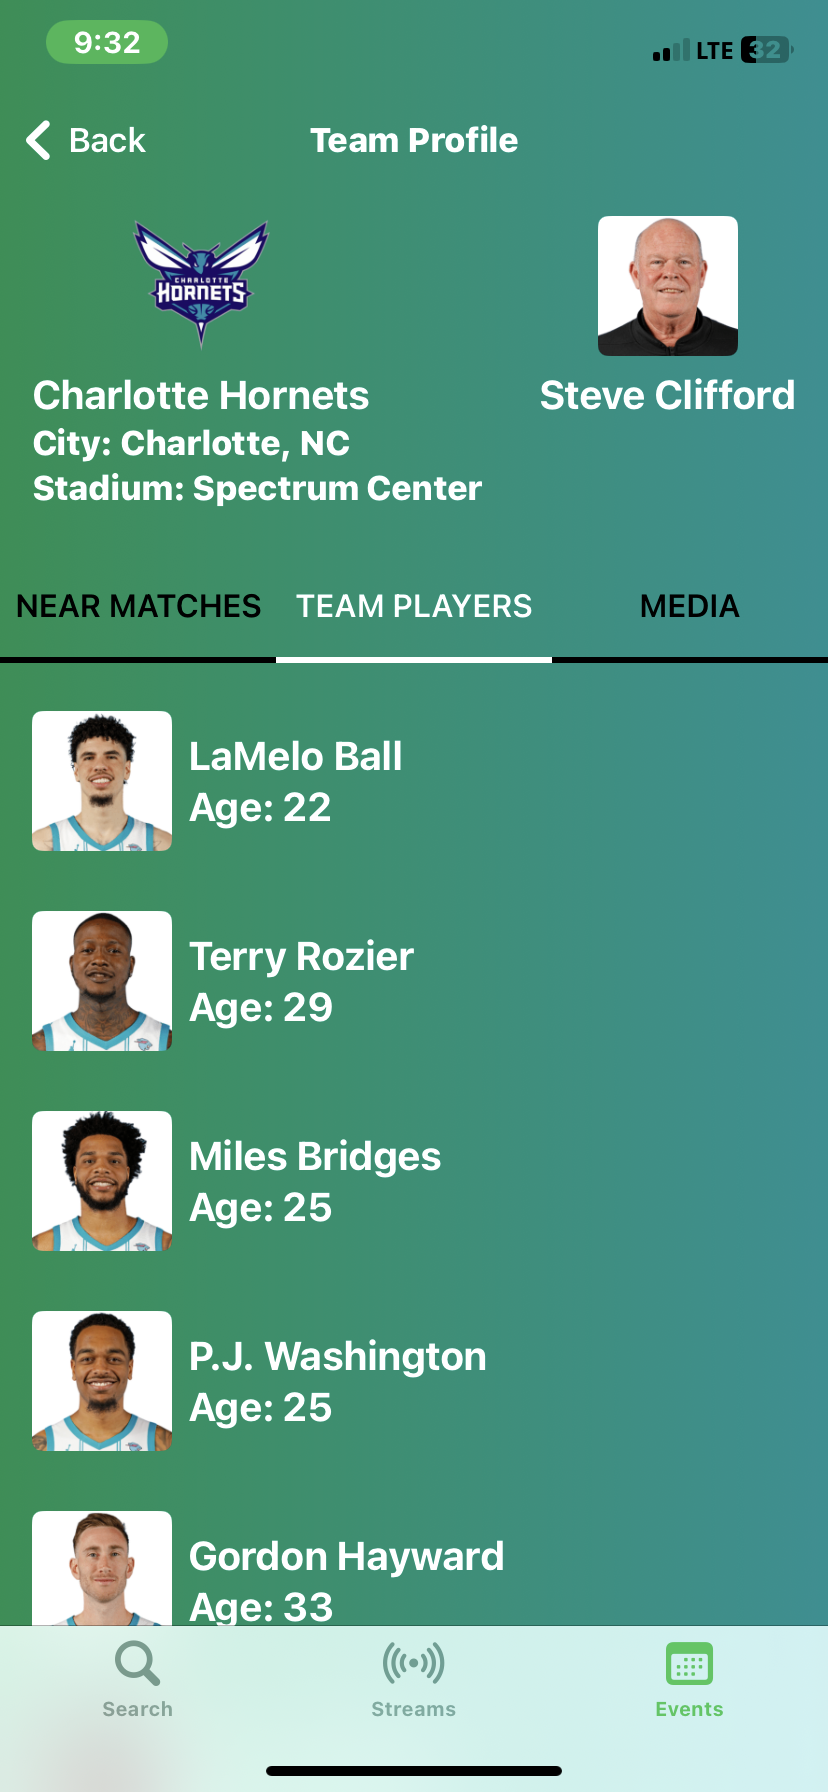 9:32
LTE 32
Back
Team Profile
CHARLOTTE
HORNETS
Charlotte Hornets
City: Charlotte, NC
Stadium: Spectrum Center
Steve Clifford
NEAR MATCHES
TEAM PLAYERS
MEDIA
LaMelo Ball
Age: 22
Terry Rozier
Age: 29
Miles Bridges
Age: 25
P.J. Washington
Age: 25
Gordon Hayward
Age: 33
Search
Streams
Events